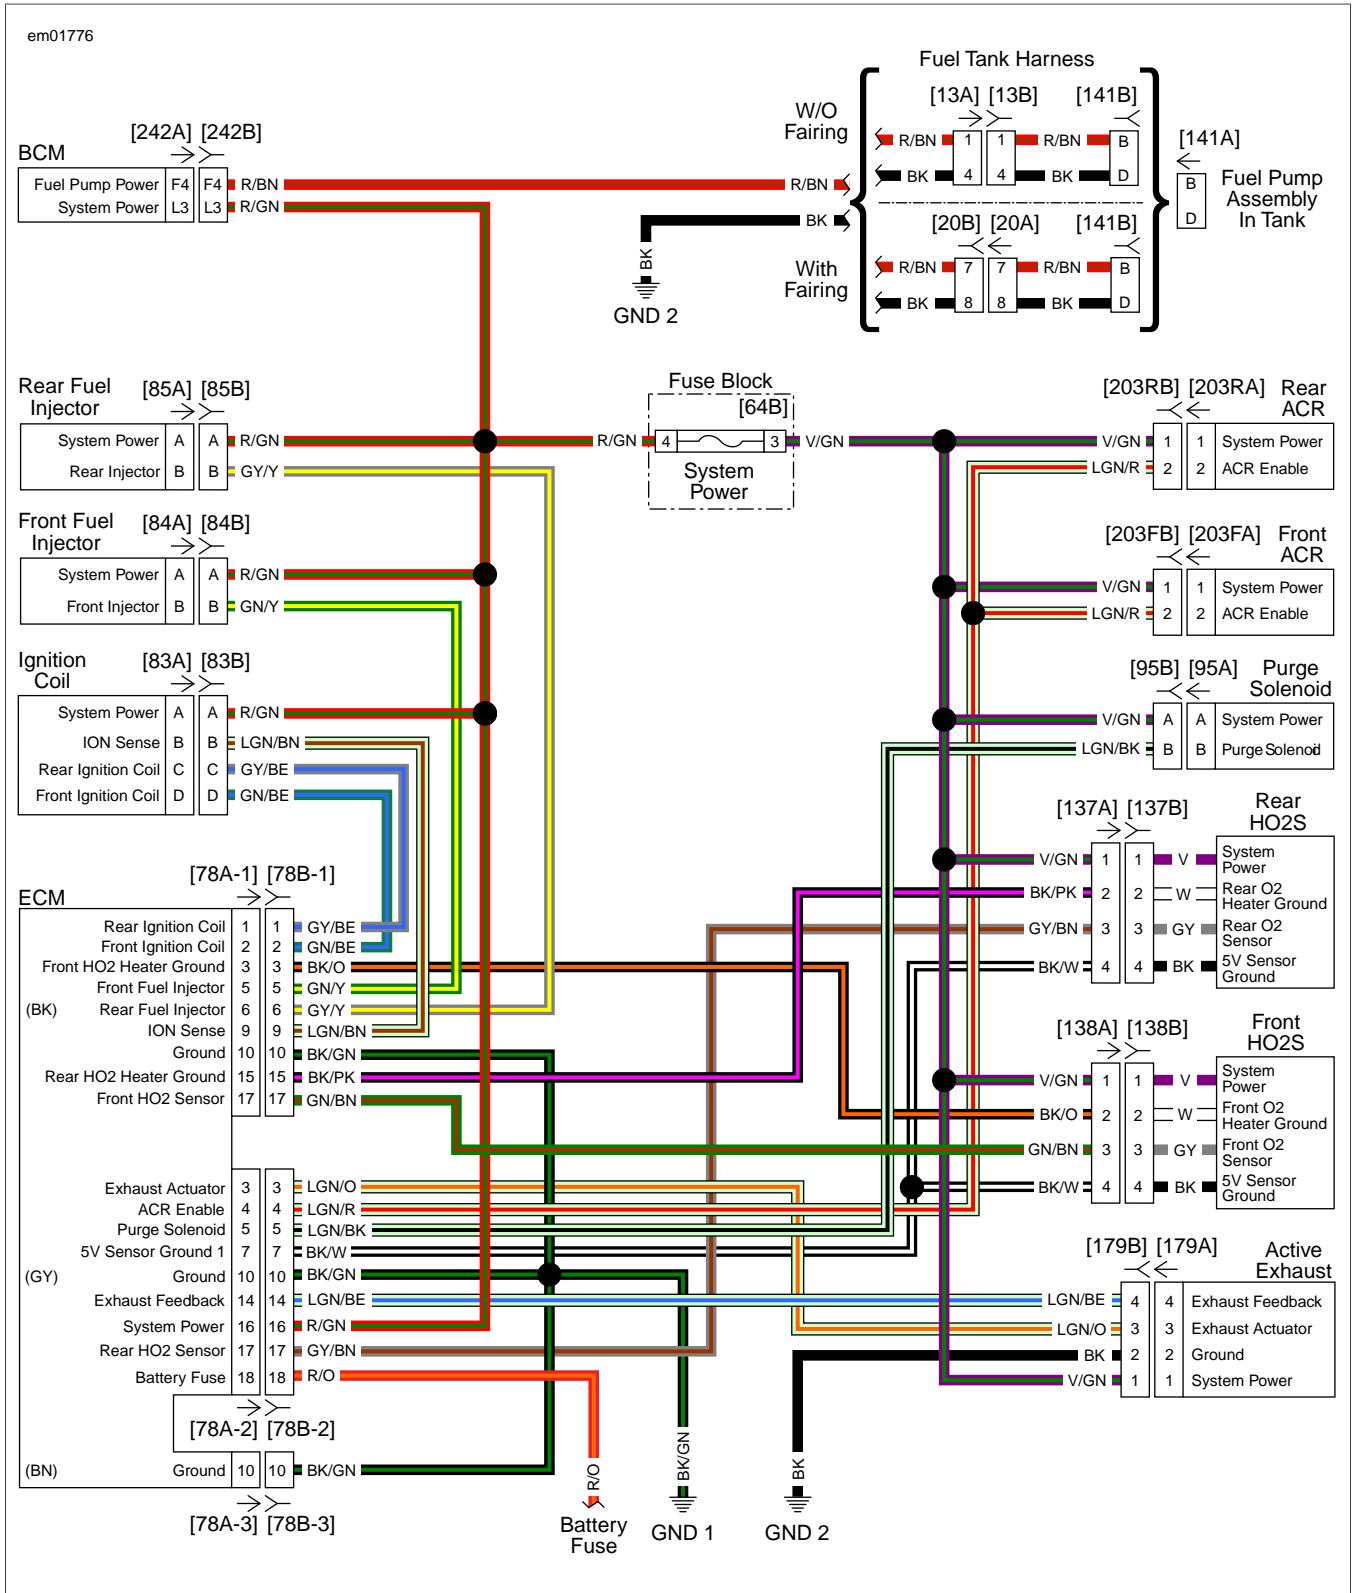 em01776
Fuel Tank Harness
W/O
Fairing
[13A] [13B] [141B]
R/BN 1 1 R/BN B
BK 4 4 BK D
[141A]
B
D
Fuel Pump
Assembly
In Tank
[20B] [20A] [141B]
With
Fairing
R/BN 7 7 R/BN B
BK 8 8 BK D
[242A] [242B]
BCM
Fuel Pump Power F4 F4 R/BN R/BN
System Power L3 L3 R/GN
BK
BK
GND 2
Rear Fuel
Injector
[85A] [85B]
System Power A A R/GN
Rear Injector B B GY/Y
Fuse Block
[64B]
R/GN 4 3 V/GN
System
Power
[203RB] [203RA] Rear
ACR
V/GN 1 1 System Power
LGN/R 2 2 ACR Enable
Front Fuel
Injector
[84A] [84B]
System Power A A R/GN
Front Injector B B GN/Y
[203FB] [203FA] Front
ACR
V/GN 1 1 System Power
LGN/R 2 2 ACR Enable
Ignition
Coil
[83A] [83B]
System Power A A R/GN
ION Sense B B LGN/BN
Rear Ignition Coil C C GY/BE
Front Ignition Coil D D GN/BE
[95B] [95A] Purge
Solenoid
V/GN A A System Power
LGN/BK B B Purge Solenoid
Rear
HO2S
[137A] [137B]
V/GN 1 1 V System
Power
BK/PK 2 2 W Rear O2
Heater Ground
GY/BN 3 3 GY Rear O2
Sensor
BK/W 4 4 BK 5V Sensor
Ground
ECM
[78A-1] [78B-1]
Rear Ignition Coil 1 1 GY/BE
Front Ignition Coil 2 2 GN/BE
Front HO2 Heater Ground 3 3 BK/O
Front Fuel Injector 5 5 GN/Y
(BK) Rear Fuel Injector 6 6 GY/Y
ION Sense 9 9 LGN/BN
Ground 10 10 BK/GN
Rear HO2 Heater Ground 15 15 BK/PK
Front HO2 Sensor 17 17 GN/BN
Front
HO2S
[138A] [138B]
V/GN 1 1 V System
Power
BK/O 2 2 W Front O2
Heater Ground
GN/BN 3 3 GY Front O2
Sensor
BK/W 4 4 BK 5V Sensor
Ground
Exhaust Actuator 3 3 LGN/O
ACR Enable 4 4 LGN/R
Purge Solenoid 5 5 LGN/BK
5V Sensor Ground 1 7 7 BK/W
(GY) Ground 10 10 BK/GN
Exhaust Feedback 14 14 LGN/BE
System Power 16 16 R/GN
Rear HO2 Sensor 17 17 GY/BN
Battery Fuse 18 18 R/O
[78A-2] [78B-2]
[179B] [179A] Active
Exhaust
LGN/BE 4 4 Exhaust Feedback
LGN/O 3 3 Exhaust Actuator
BK 2 2 Ground
V/GN 1 1 System Power
(BN) Ground 10 10 BK/GN
[78A-3] [78B-3]
R/O
Battery
Fuse
BK/GN
GND 1
BK
GND 2